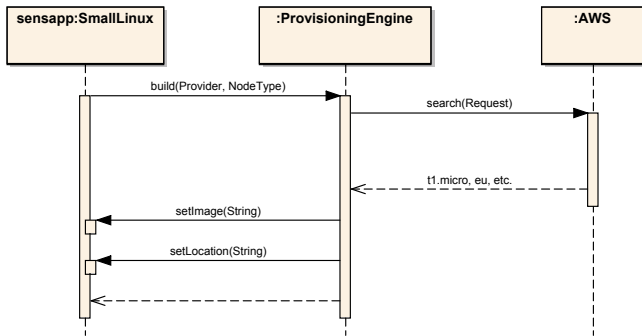 sensapp:SmallLinux
:ProvisioningEngine
:AWS
build(Provider, NodeType)
search(Request)
t1.micro, eu, etc.
setImage(String)
setLocation(String)